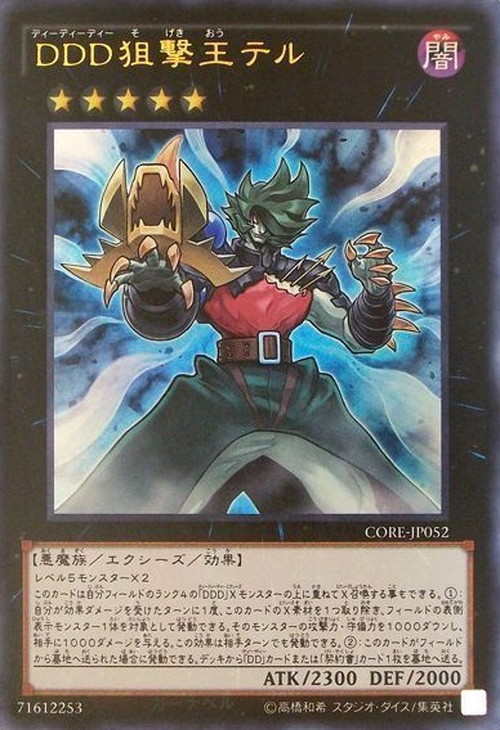 ディーディーディー そ げき おう
DDD狙撃王テル
やみ
闇
CORE-JP052
【悪魔族/エクシーズ/効果】
レベル5モンスター×2
このカードは自分フィールドのランク4の「DDD」Xモンスターの上に重ねてX召喚する事もできる。①:
自分が効果ダメージを受けたターンに1度、このカードのX素材を1つ取り除き、フィールドの表側
表示モンスター1体を対象として発動できる。そのモンスターの攻撃力・守備力を1000ダウンし、
相手に1000ダメージを与える。この効果は相手ターンでも発動できる。②:このカードがフィールド
から墓地へ送られた場合に発動できる。デッキから「DD」カードまたは「契約書」カード1枚を墓地へ送る。
ATK/2300 DEF/2000
71612253
©高橋和希 スタジオ・ダイス/集英社